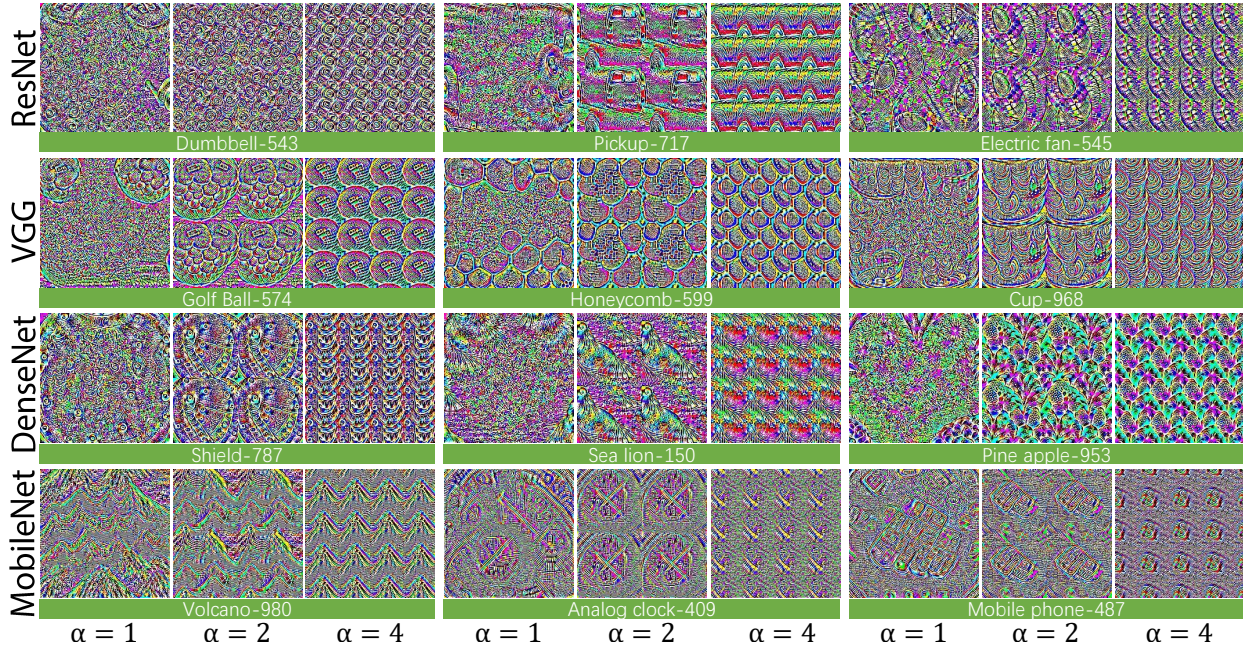 ResNet
Dumbbell-543
Pickup-717
Electric fan-545
VGG
Golf Ball-574
Honeycomb-599
Cup-968
DenseNet
Shield-787
Sea lion-150
Pine apple-953
MobileNet
Volcano-980
Analog clock-409
Mobile phone-487
α = 1 α = 2 α = 4 α = 1 α = 2 α = 4 α = 1 α = 2 α = 4